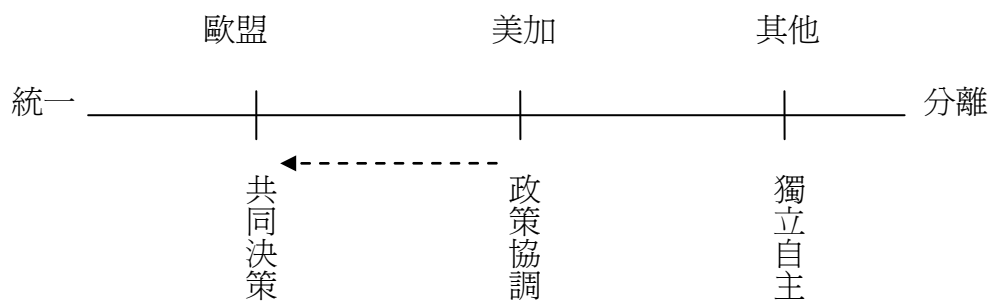 歐盟 美加 其他
統一 分離
共同決策
政策協調
獨立自主